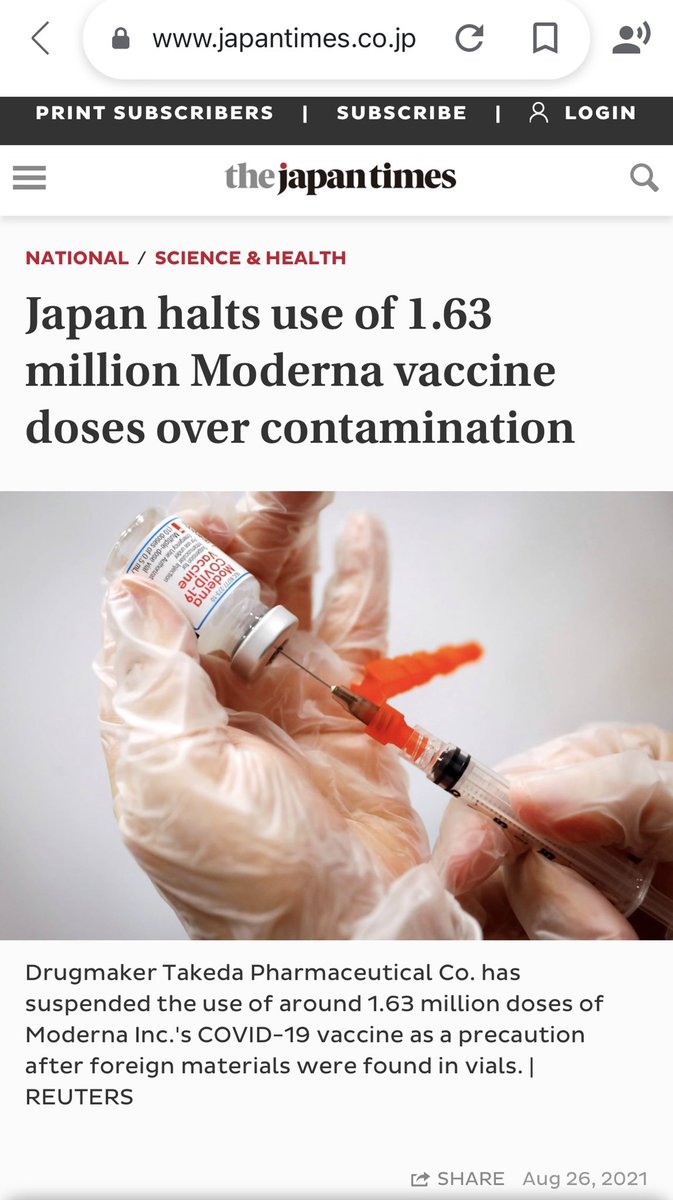 www.japantimes.co.jp
PRINT SUBSCRIBERS | SUBSCRIBE | LOGIN
the japan times
NATIONAL / SCIENCE & HEALTH
Japan halts use of 1.63
million Moderna vaccine
doses over contamination
Moderna
COVID-19
Vaccine
Drugmaker Takeda Pharmaceutical Co. has
suspended the use of around 1.63 million doses of
Moderna Inc.'s COVID-19 vaccine as a precaution
after foreign materials were found in vials. |
REUTERS
SHARE Aug 26, 2021